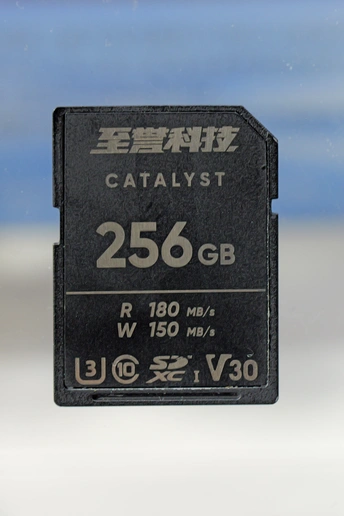 至誉科技
CATALYST
256GB
R 180 MB/s
W 150 MB/s
3 10 SDXC I V30